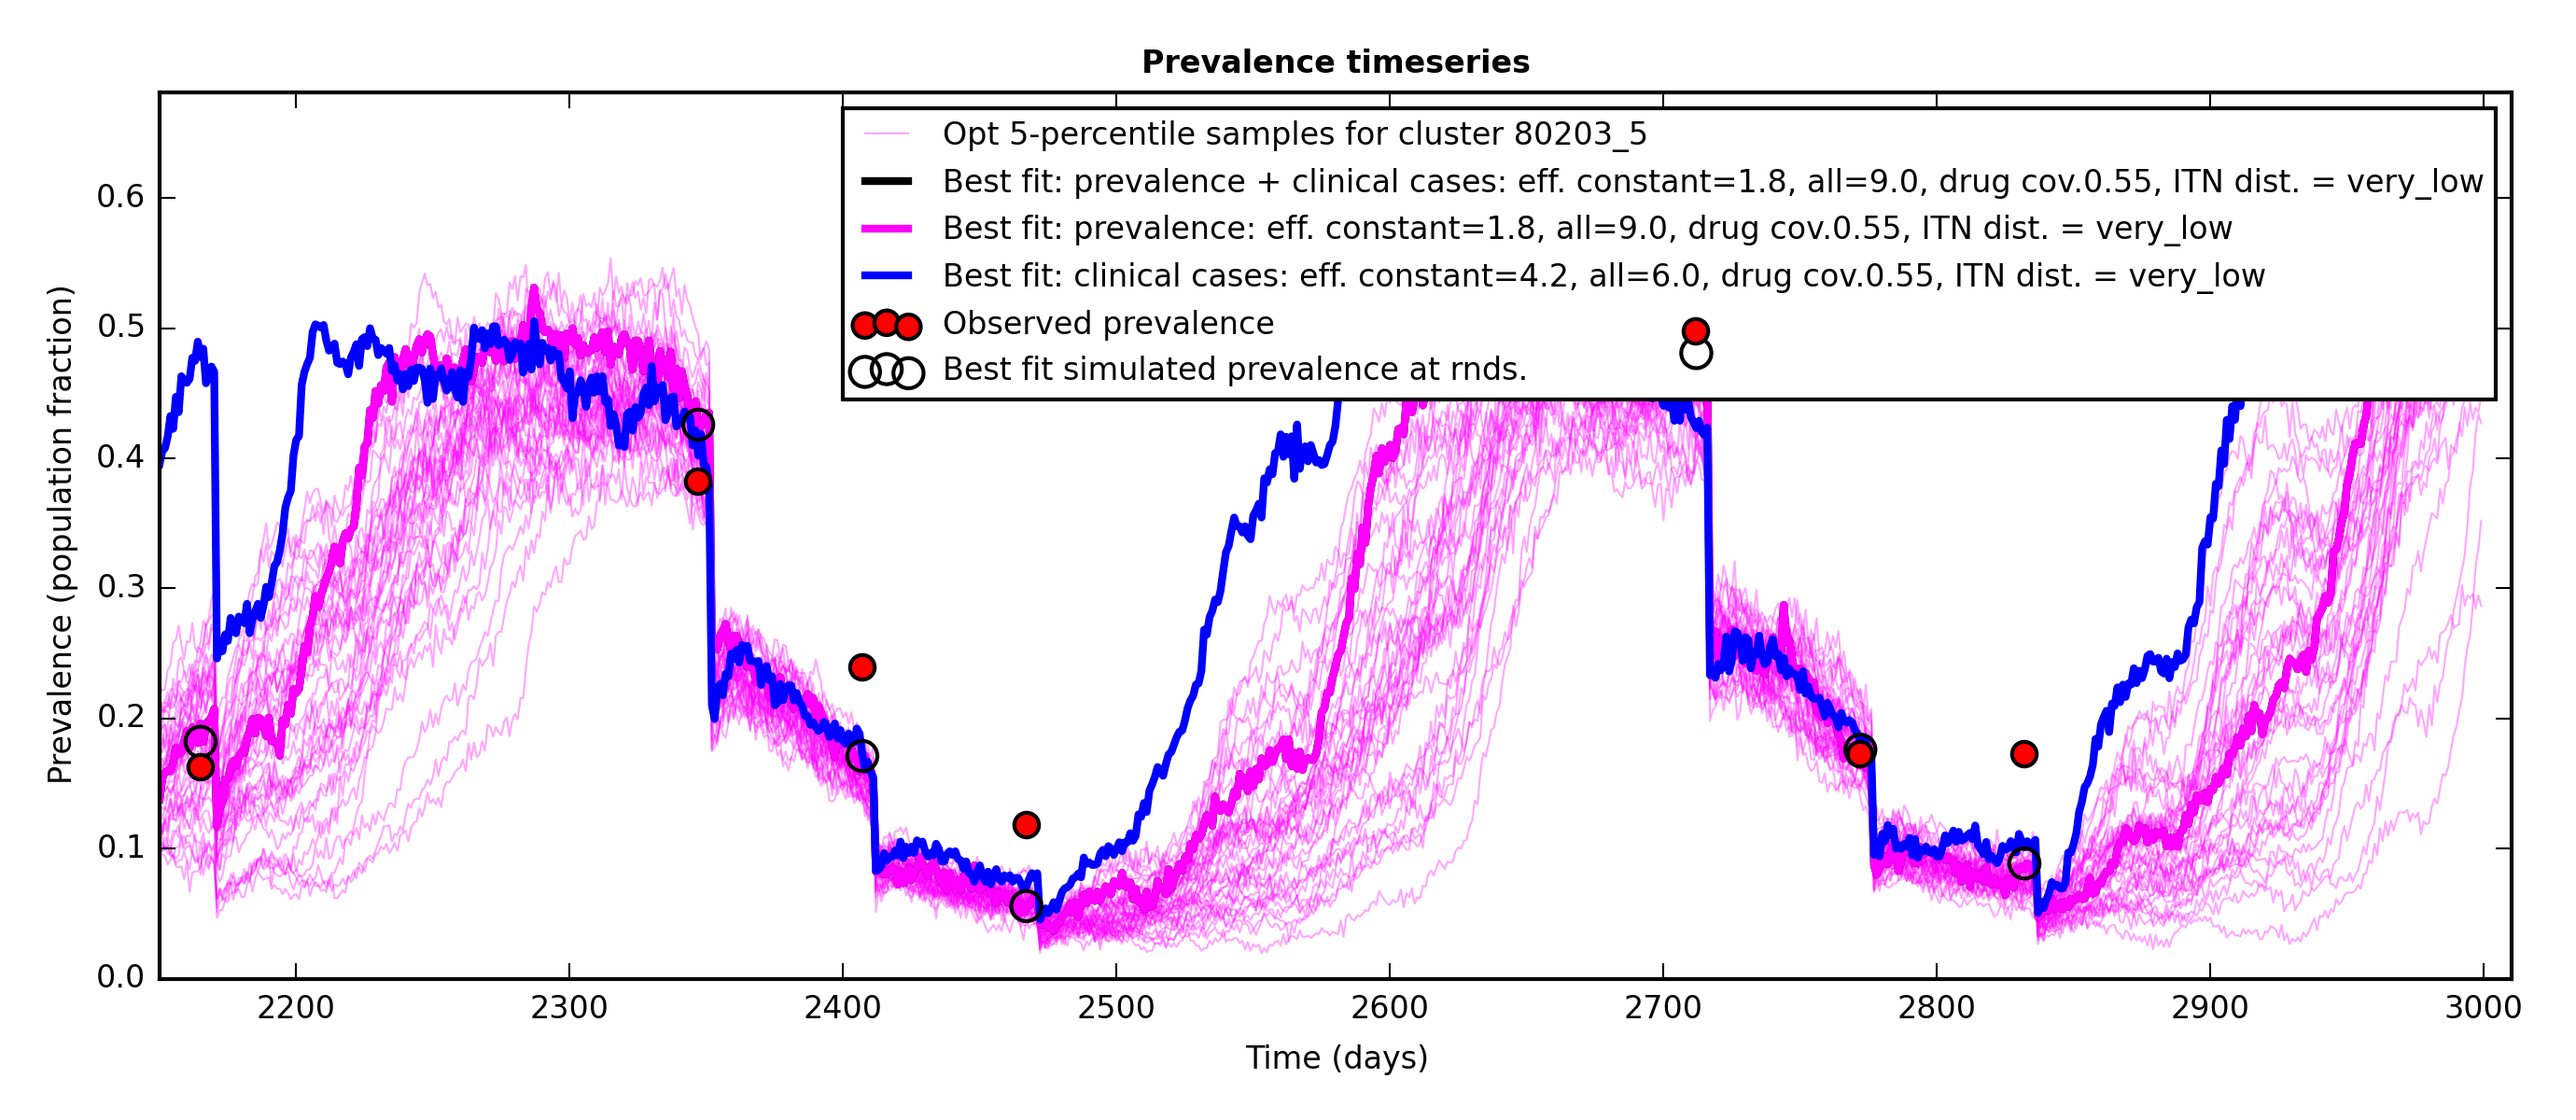 Prevalence timeseries
Opt 5-percentile samples for cluster 80203_5
Best fit: prevalence + clinical cases: eff. constant=1.8, all=9.0, drug cov.0.55, ITN dist. = very_low
Best fit: prevalence: eff. constant=1.8, all=9.0, drug cov.0.55, ITN dist. = very_low
Best fit: clinical cases: eff. constant=4.2, all=6.0, drug cov.0.55, ITN dist. = very_low
Observed prevalence
Best fit simulated prevalence at rnds.
Prevalence (population fraction)
0.6
0.5
0.4
0.3
0.2
0.1
0.0
2200 2300 2400 2500 2600 2700 2800 2900 3000
Time (days)